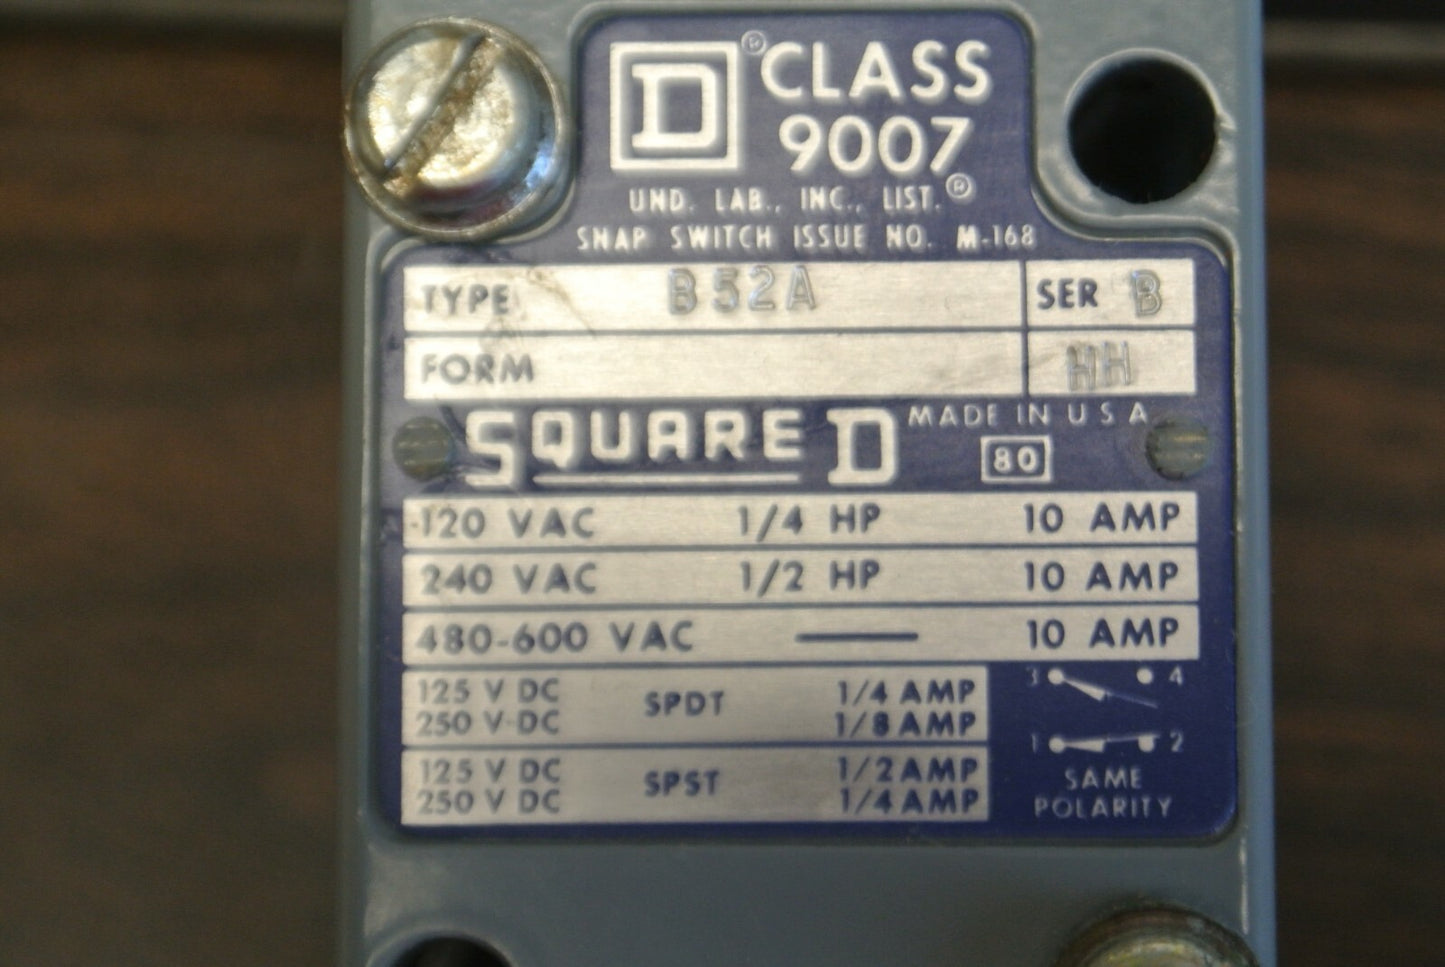 D® CLASS
9007
UND. LAB., INC., LIST.®
SNAP SWITCH ISSUE NO. M-168
TYPE B52A SER B
FORM HH
SQUARE D MADE IN U S A
80
120 VAC 1/4 HP 10 AMP
240 VAC 1/2 HP 10 AMP
480-600 VAC —— 10 AMP
125 V DC SPDT 1/4 AMP
250 V-DC 1/8 AMP
125 V DC SPST 1/2 AMP
250 V DC 1/4 AMP
3 4
1 2
SAME
POLARITY